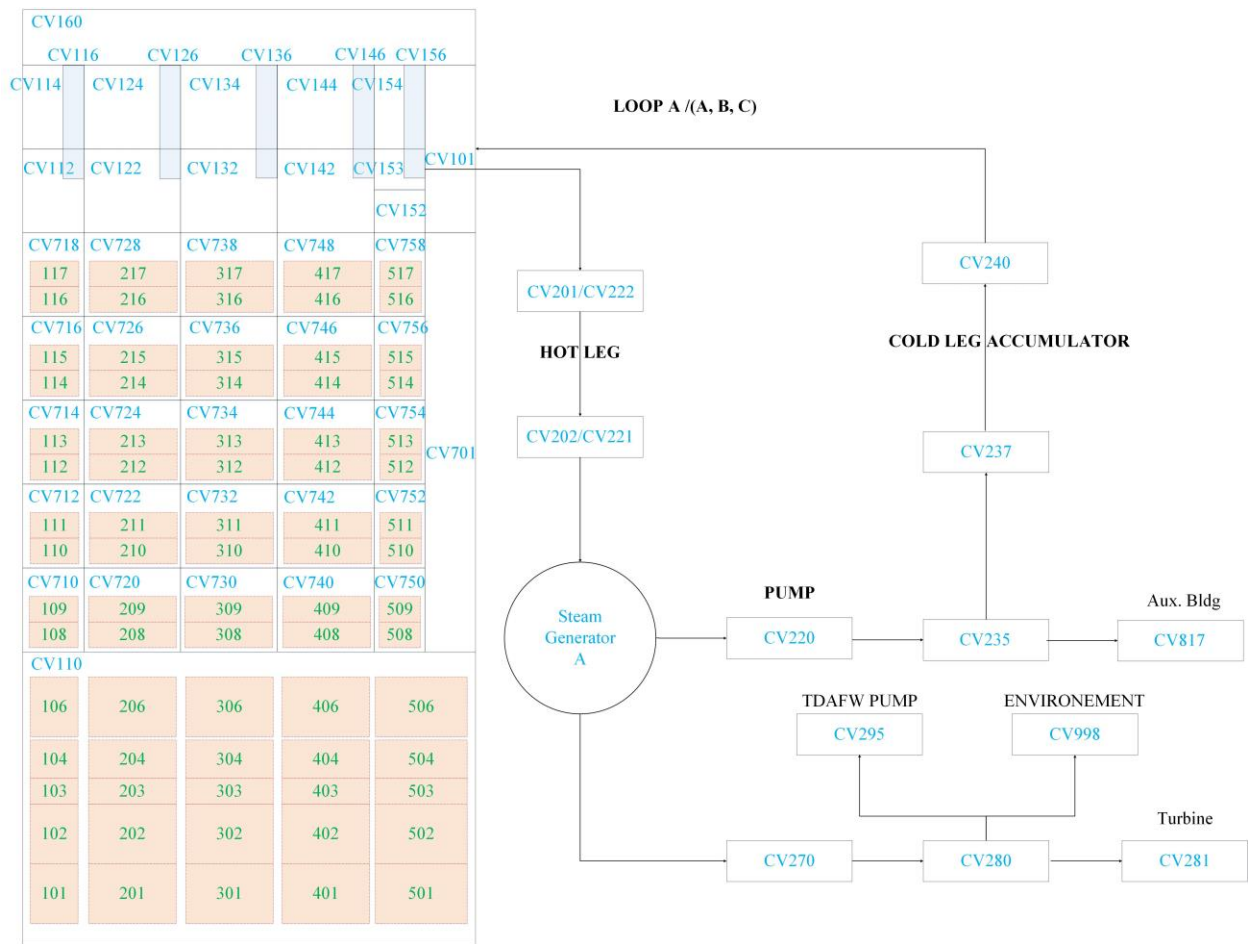 CV160
CV116 CV126 CV136 CV146 CV156
CV114 CV124 CV134 CV144 CV154
LOOP A /(A, B, C)
CV112 CV122 CV132 CV142 CV153 CV101
CV152
CV718 CV728 CV738 CV748 CV758
117 217 317 417 517
116 216 316 416 516
CV716 CV726 CV736 CV746 CV756
115 215 315 415 515
114 214 314 414 514
CV714 CV724 CV734 CV744 CV754
113 213 313 413 513
CV701
112 212 312 412 512
CV712 CV722 CV732 CV742 CV752
111 211 311 411 511
110 210 310 410 510
CV710 CV720 CV730 CV740 CV750
109 209 309 409 509
108 208 308 408 508
CV110
106 206 306 406 506
104 204 304 404 504
103 203 303 403 503
102 202 302 402 502
101 201 301 401 501
CV201/CV222
HOT LEG
CV202/CV221
Steam
Generator
A
CV240
COLD LEG ACCUMULATOR
CV237
PUMP
CV220
CV235
Aux. Bldg
CV817
TDAFW PUMP
CV295
ENVIRONEMENT
CV998
Turbine
CV270
CV280
CV281